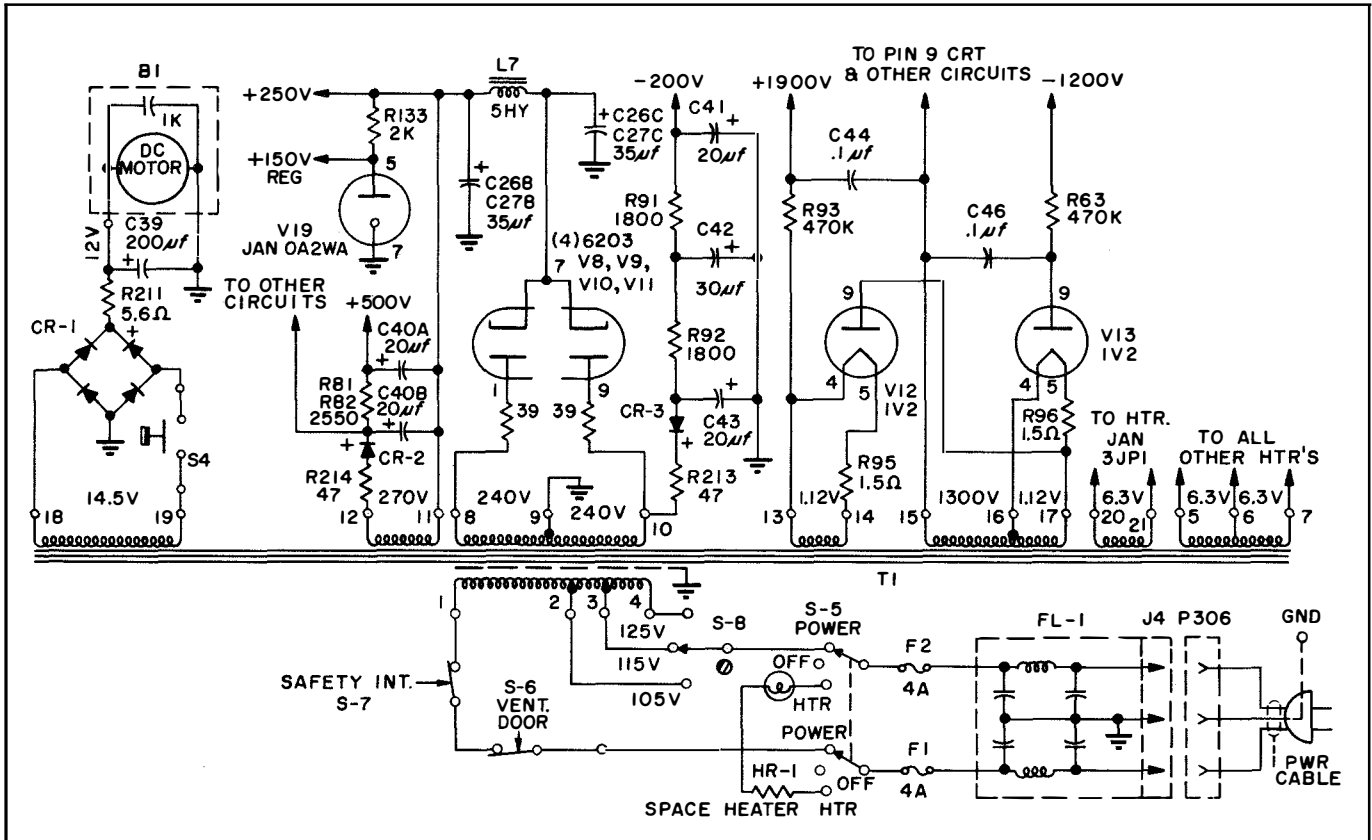 B1
1K
DC
MOTOR
12V
C39
200µf
R211
5.6Ω
CR-1
+
S4
14.5V
18
19
+250V
R133
2K
+150V
REG
5
V19
JAN OA2WA
7
TO OTHER
CIRCUITS
+500V
C40A
20µf
R81
R82
2550
C40B
20µf
CR-2
R214
47
270V
12
11
L7
5HY
C26C
C27C
35µf
C26B
C27B
35µf
(4)6203
7
V8, V9,
V10, V11
1
9
39
39
240V
240V
8
9
10
-200V
C41
20µf
R91
1800
C42
30µf
R92
1800
CR-3
C43
20µf
R213
47
+1900V
TO PIN 9 CRT
& OTHER CIRCUITS
-1200V
C44
.1µf
R93
470K
C46
.1µf
R63
470K
9
V12
1V2
4
5
R95
1.5Ω
9
V13
1V2
4
5
R96
1.5Ω
1.12V
13
14
1300V
15
16
1.12V
17
TO HTR.
JAN
3JP1
6.3V
20
21
TO ALL
OTHER HTR'S
6.3V
6.3V
5
6
7
T1
1
2
3
4
125V
115V
105V
S-8
S-5
POWER
OFF
HTR
SAFETY INT.
S-7
S-6
VENT.
DOOR
POWER
HR-1
OFF
SPACE HEATER
HTR
F2
4A
F1
4A
FL-1
J4
P306
GND
PWR
CABLE